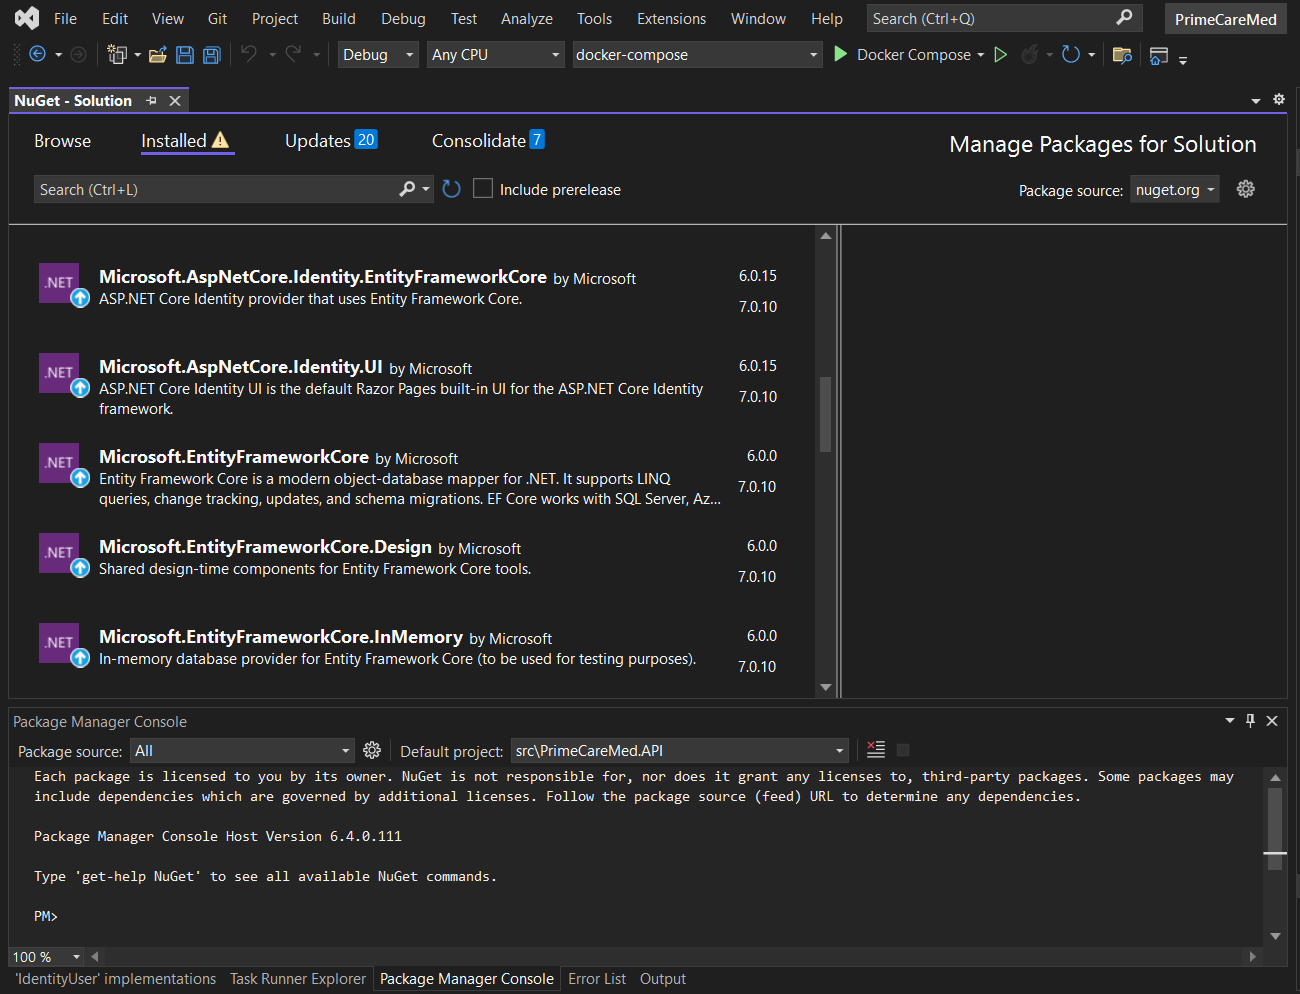 File Edit View Git Project Build Debug Test Analyze Tools Extensions Window Help Search (Ctrl+Q) PrimeCareMed
Debug Any CPU docker-compose Docker Compose
NuGet - Solution
Browse Installed Updates 20 Consolidate 7 Manage Packages for Solution
Search (Ctrl+L) Include prerelease Package source: nuget.org
.NET Microsoft.AspNetCore.Identity.EntityFrameworkCore by Microsoft 6.0.15
ASP.NET Core Identity provider that uses Entity Framework Core.
7.0.10
.NET Microsoft.AspNetCore.Identity.UI by Microsoft 6.0.15
ASP.NET Core Identity UI is the default Razor Pages built-in UI for the ASP.NET Core Identity 7.0.10
framework.
.NET Microsoft.EntityFrameworkCore by Microsoft 6.0.0
Entity Framework Core is a modern object-database mapper for .NET. It supports LINQ 7.0.10
queries, change tracking, updates, and schema migrations. EF Core works with SQL Server, Az...
.NET Microsoft.EntityFrameworkCore.Design by Microsoft 6.0.0
Shared design-time components for Entity Framework Core tools. 7.0.10
.NET Microsoft.EntityFrameworkCore.InMemory by Microsoft 6.0.0
In-memory database provider for Entity Framework Core (to be used for testing purposes). 7.0.10
Package Manager Console
Package source: All Default project: src\PrimeCareMed.API
Each package is licensed to you by its owner. NuGet is not responsible for, nor does it grant any licenses to, third-party packages. Some packages may
include dependencies which are governed by additional licenses. Follow the package source (feed) URL to determine any dependencies.
Package Manager Console Host Version 6.4.0.111
Type 'get-help NuGet' to see all available NuGet commands.
PM>
100 %
'IdentityUser' implementations Task Runner Explorer Package Manager Console Error List Output